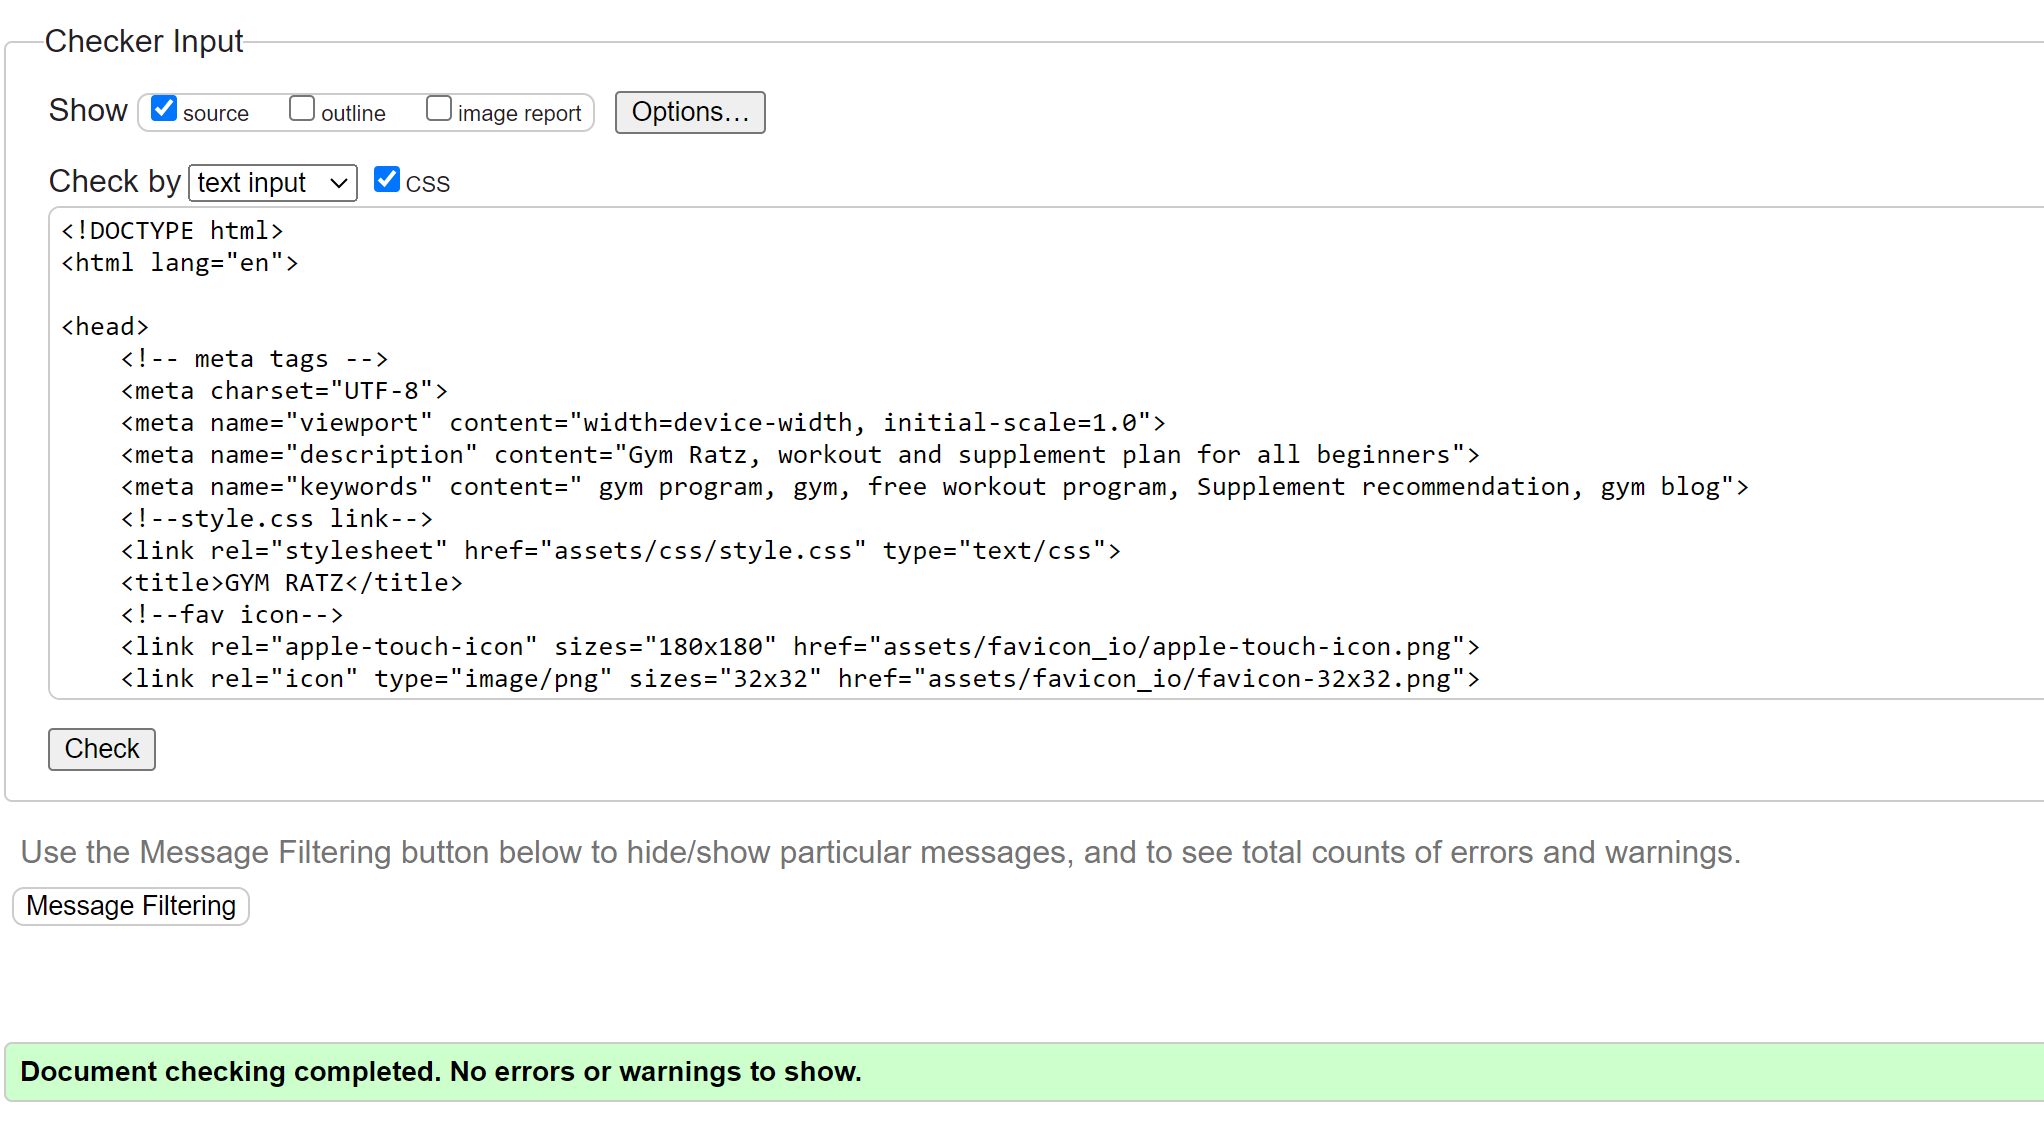 Checker Input
Show source outline image report Options...
Check by text input CSS
<!DOCTYPE html>
<html lang="en">
<head>
<!-- meta tags -->
<meta charset="UTF-8">
<meta name="viewport" content="width=device-width, initial-scale=1.0">
<meta name="description" content="Gym Ratz, workout and supplement plan for all beginners">
<meta name="keywords" content=" gym program, gym, free workout program, Supplement recommendation, gym blog">
<!--style.css link-->
<link rel="stylesheet" href="assets/css/style.css" type="text/css">
<title>GYM RATZ</title>
<!--fav icon-->
<link rel="apple-touch-icon" sizes="180x180" href="assets/favicon_io/apple-touch-icon.png">
<link rel="icon" type="image/png" sizes="32x32" href="assets/favicon_io/favicon-32x32.png">
Check
Use the Message Filtering button below to hide/show particular messages, and to see total counts of errors and warnings.
Message Filtering
Document checking completed. No errors or warnings to show.